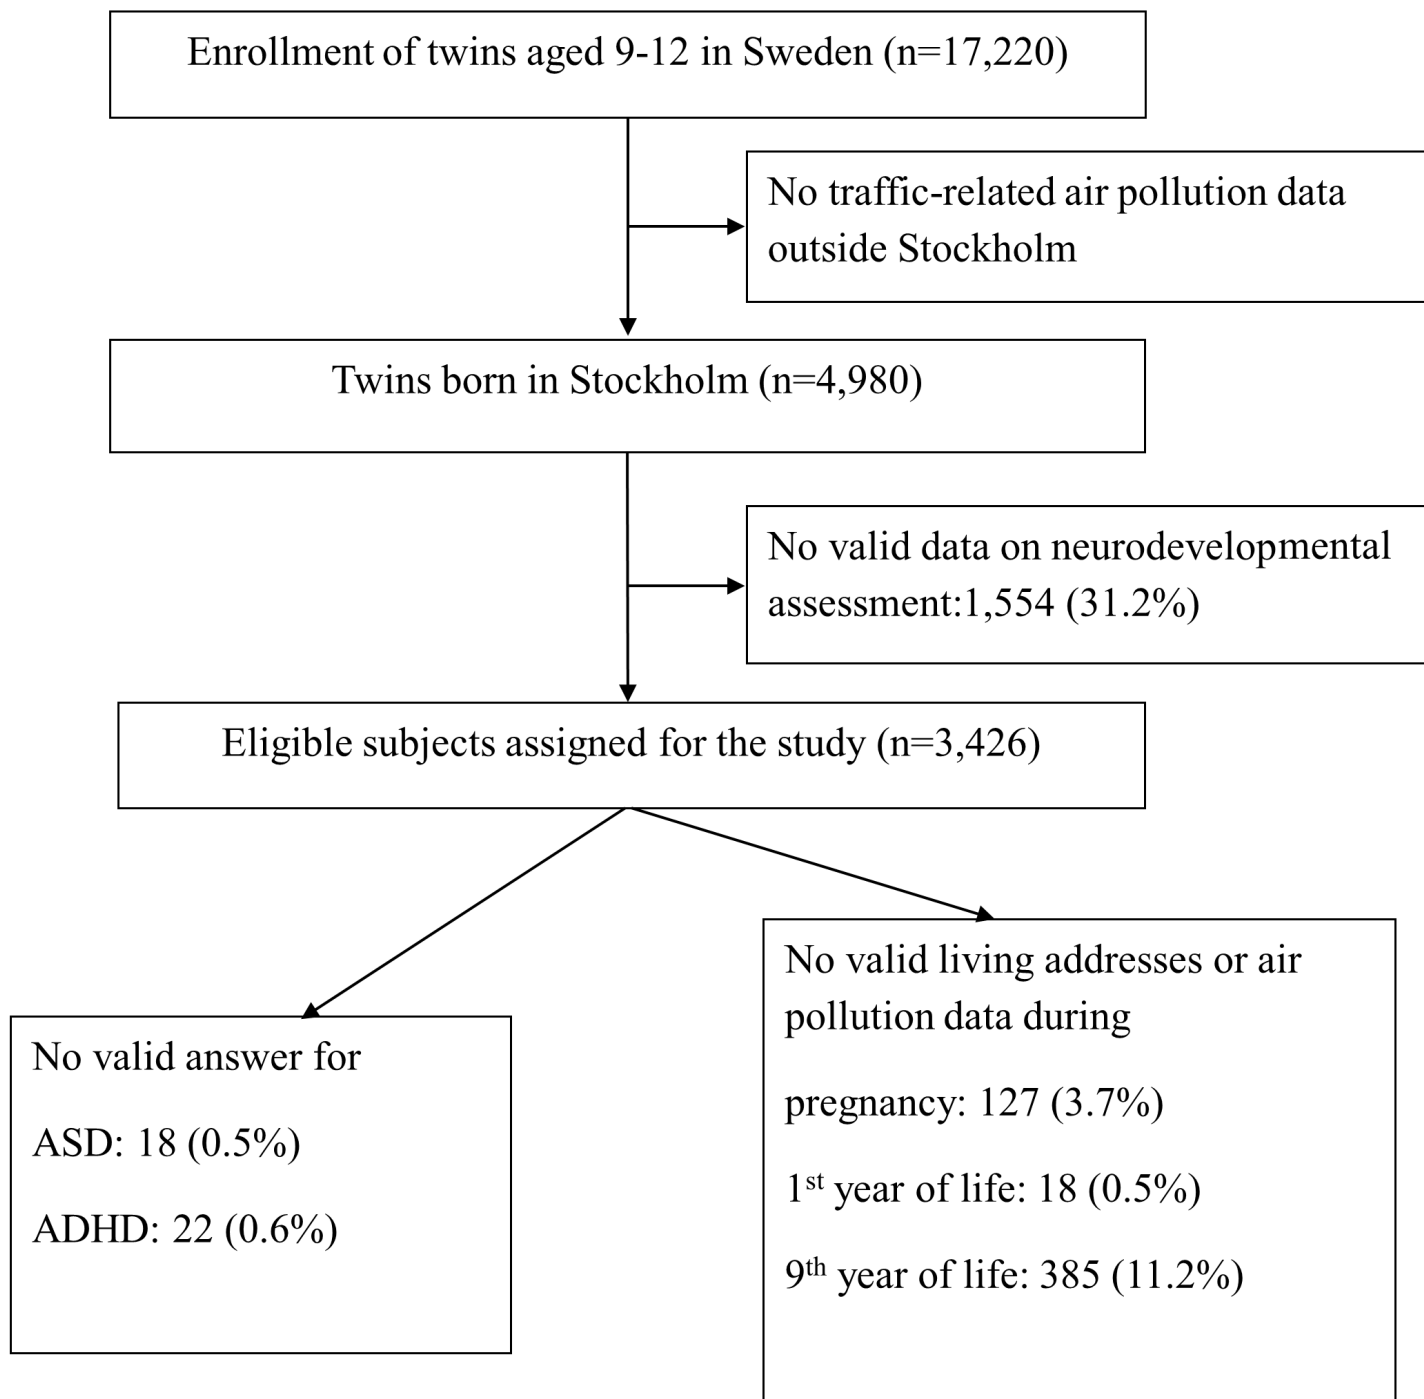 Enrollment of twins aged 9-12 in Sweden (n=17,220)
No traffic-related air pollution data
outside Stockholm
Twins born in Stockholm (n=4,980)
No valid data on neurodevelopmental
assessment:1,554 (31.2%)
Eligible subjects assigned for the study (n=3,426)
No valid answer for
ASD: 18 (0.5%)
ADHD: 22 (0.6%)
No valid living addresses or air
pollution data during
pregnancy: 127 (3.7%)
1st year of life: 18 (0.5%)
9th year of life: 385 (11.2%)